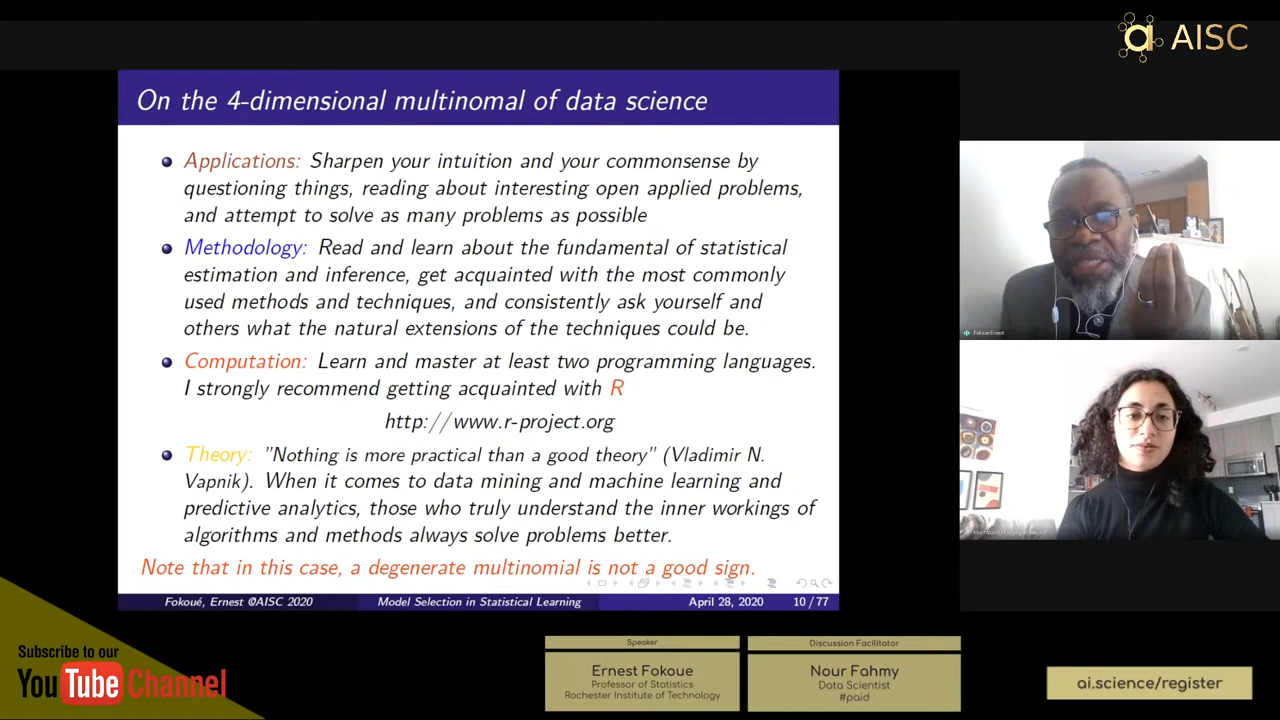 AISC
On the 4-dimensional multinomal of data science
Applications: Sharpen your intuition and your commonsense by
questioning things, reading about interesting open applied problems,
and attempt to solve as many problems as possible
Methodology: Read and learn about the fundamental of statistical
estimation and inference, get acquainted with the most commonly
used methods and techniques, and consistently ask yourself and
others what the natural extensions of the techniques could be.
Computation: Learn and master at least two programming languages.
I strongly recommend getting acquainted with R
http://www.r-project.org
Theory: "Nothing is more practical than a good theory" (Vladimir N.
Vapnik). When it comes to data mining and machine learning and
predictive analytics, those who truly understand the inner workings of
algorithms and methods always solve problems better.
Note that in this case, a degenerate multinomial is not a good sign.
Fokoué, Ernest @AISC 2020
Model Selection in Statistical Learning
April 28, 2020
10/77
FokoueErnest
Subscribe to our
YouTube Channel
Speaker
Ernest Fokoue
Professor of Statistics
Rochester Institute of Technology
Discussion Facilitator
Nour Fahmy
Data Scientist
#paid
ai.science/register